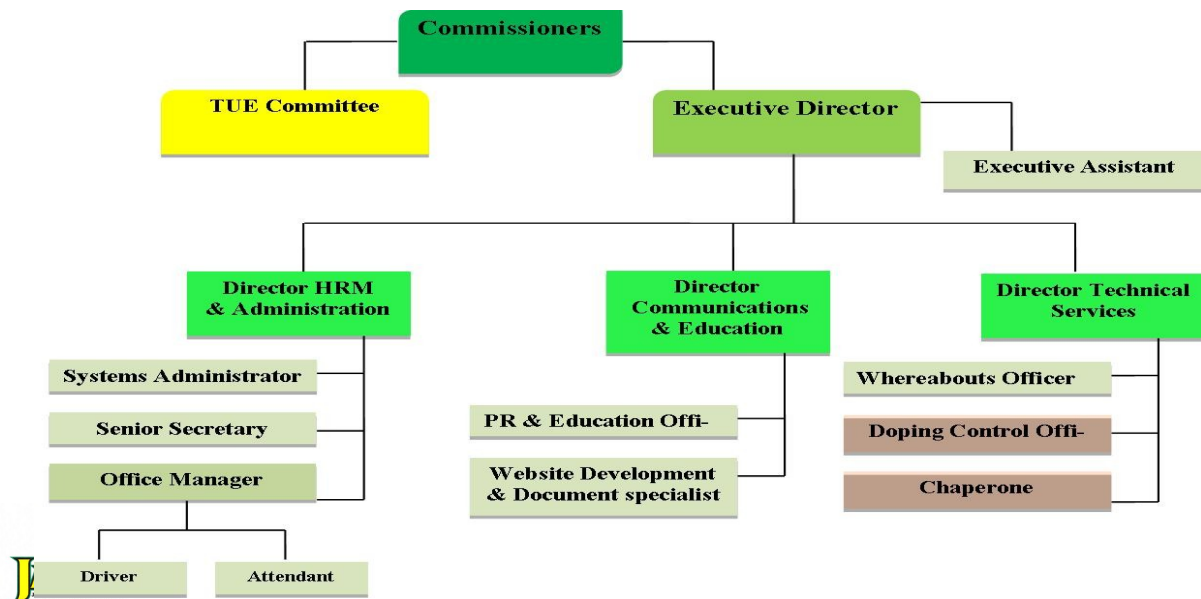 Commissioners
TUE Committee
Executive Director
Executive Assistant
Director HRM
& Administration
Director
Communications
& Education
Director Technical
Services
Systems Administrator
Senior Secretary
Office Manager
Driver
Attendant
PR & Education Offi-
Website Development
& Document specialist
Whereabouts Officer
Doping Control Offi-
Chaperone